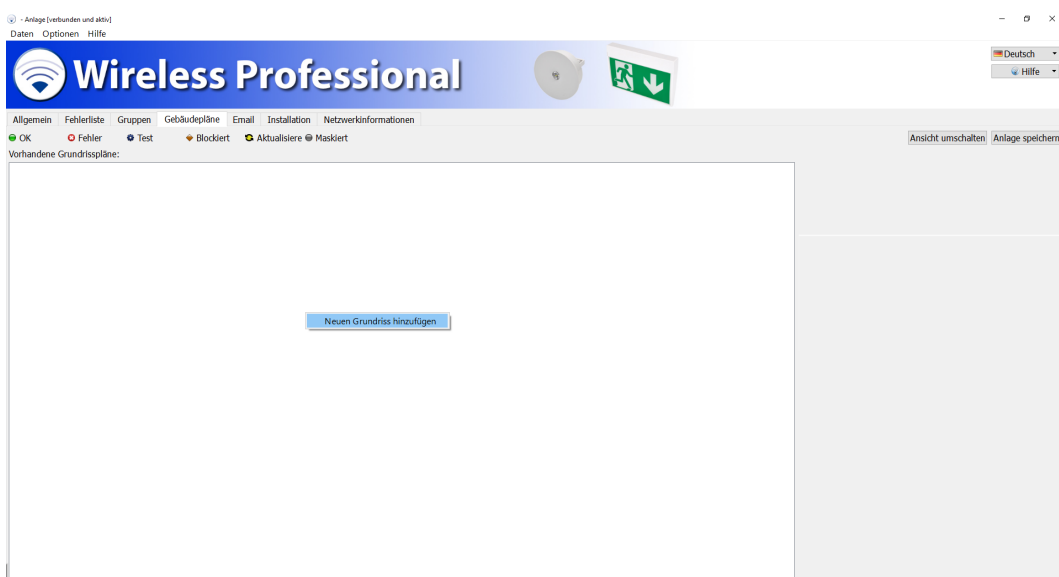 - Anlage [verbunden und aktiv]
Daten Optionen Hilfe
Wireless Professional
Deutsch
Hilfe
Allgemein Fehlerliste Gruppen Gebäudepläne Email Installation Netzwerkinformationen
OK Fehler Test Blockiert Aktualisiere Maskiert Ansicht umschalten Anlage speichern
Vorhandene Grundrisspläne:
Neuen Grundriss hinzufügen